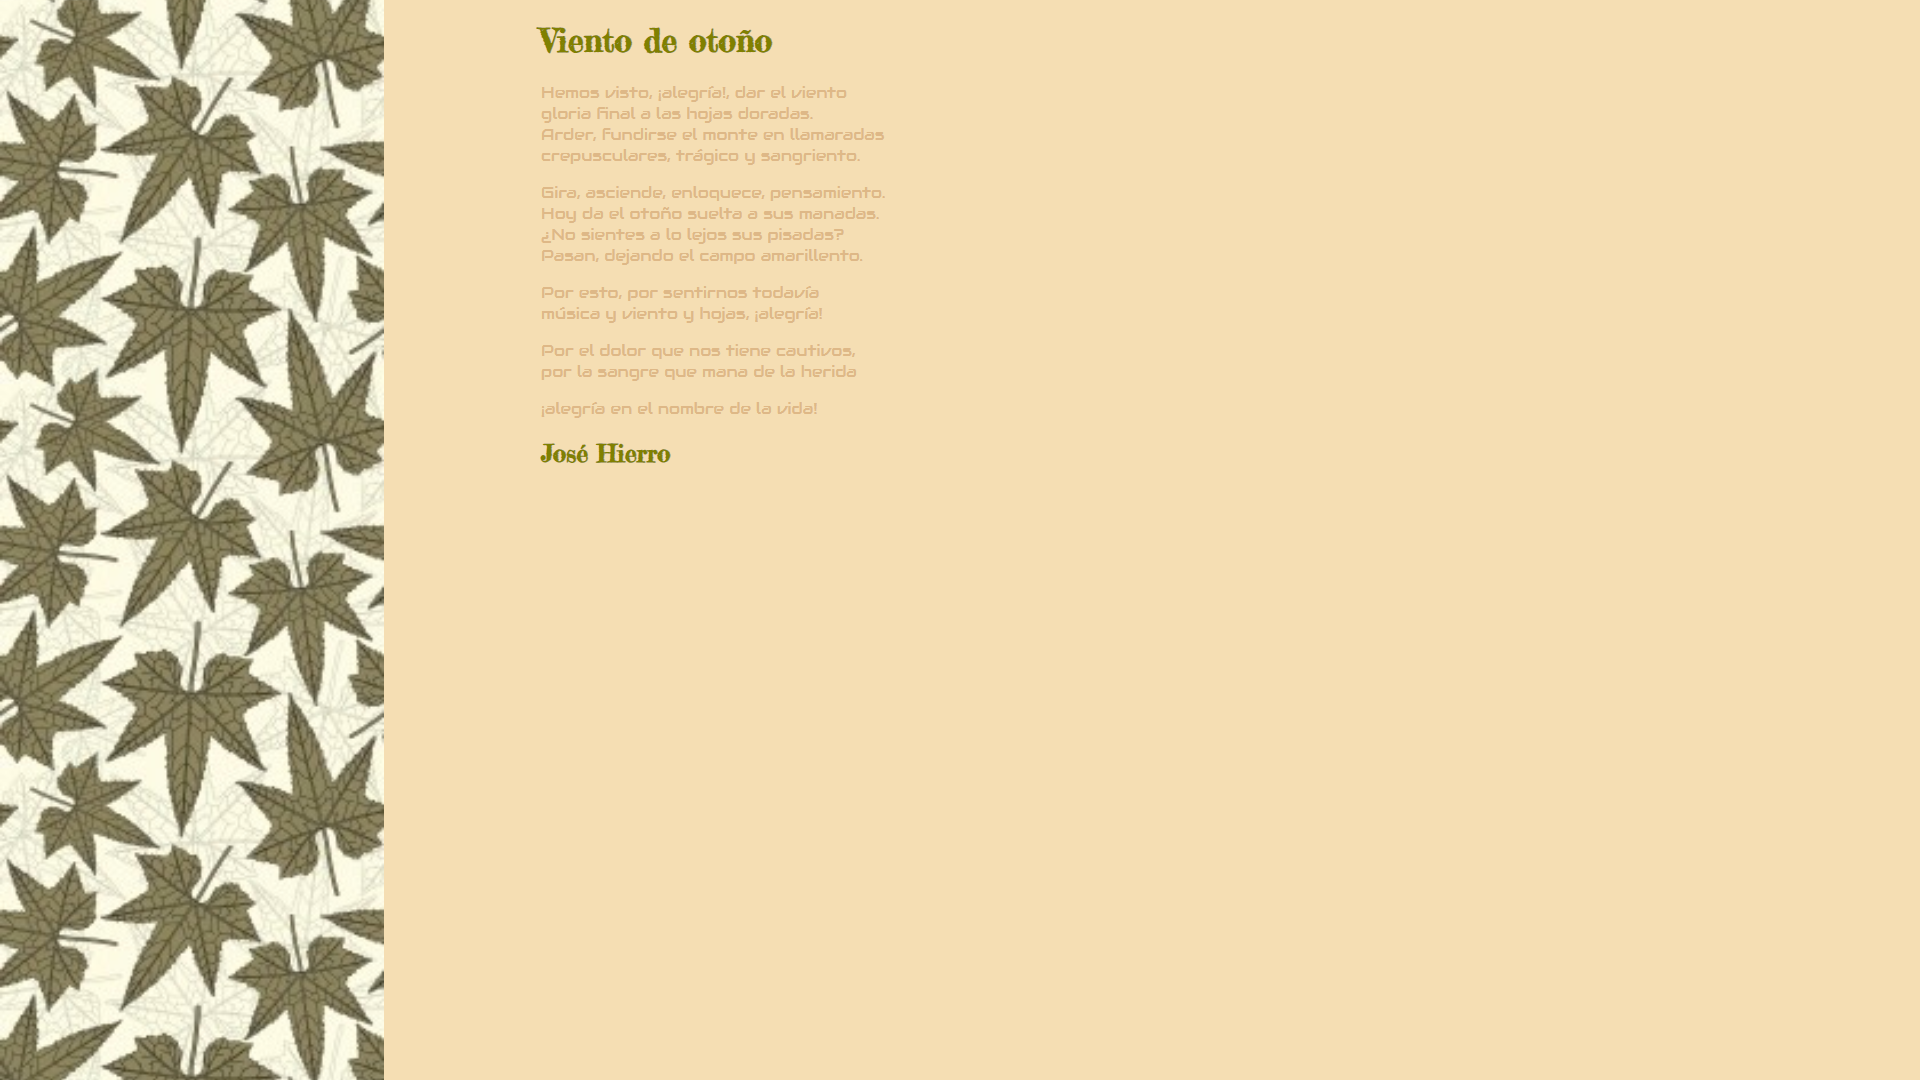 Viento de otoño
Hemos visto, ¡alegría!, dar el viento
gloria final a las hojas doradas.
Arder, fundirse el monte en llamaradas
crepusculares, trágico y sangriento.
Gira, asciende, enloquece, pensamiento.
Hoy da el otoño suelta a sus manadas.
¿No sientes a lo lejos sus pisadas?
Pasan, dejando el campo amarillento.
Por esto, por sentirnos todavía
música y viento y hojas, ¡alegría!
Por el dolor que nos tiene cautivos,
por la sangre que mana de la herida
¡alegría en el nombre de la vida!
José Hierro